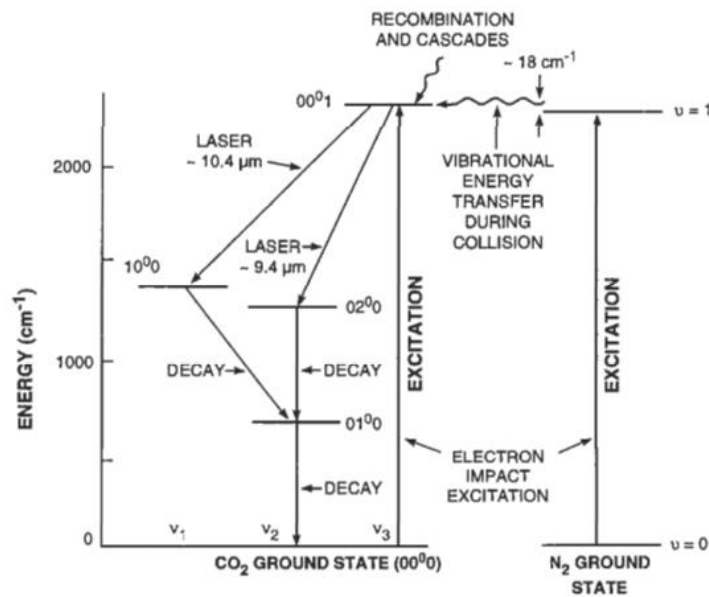 RECOMBINATION
AND CASCADES
~ 18 cm⁻¹
00⁰1
υ = 1
LASER
~ 10.4 µm
2000
VIBRATIONAL
ENERGY
TRANSFER
DURING
COLLISION
LASER
~ 9.4 µm
10⁰0
02⁰0
ENERGY (cm⁻¹)
EXCITATION
EXCITATION
1000
DECAY
DECAY
01⁰0
ELECTRON
IMPACT
EXCITATION
DECAY
0
ν₁
ν₂
ν₃
υ = 0
CO₂ GROUND STATE (00⁰0)
N₂ GROUND
STATE